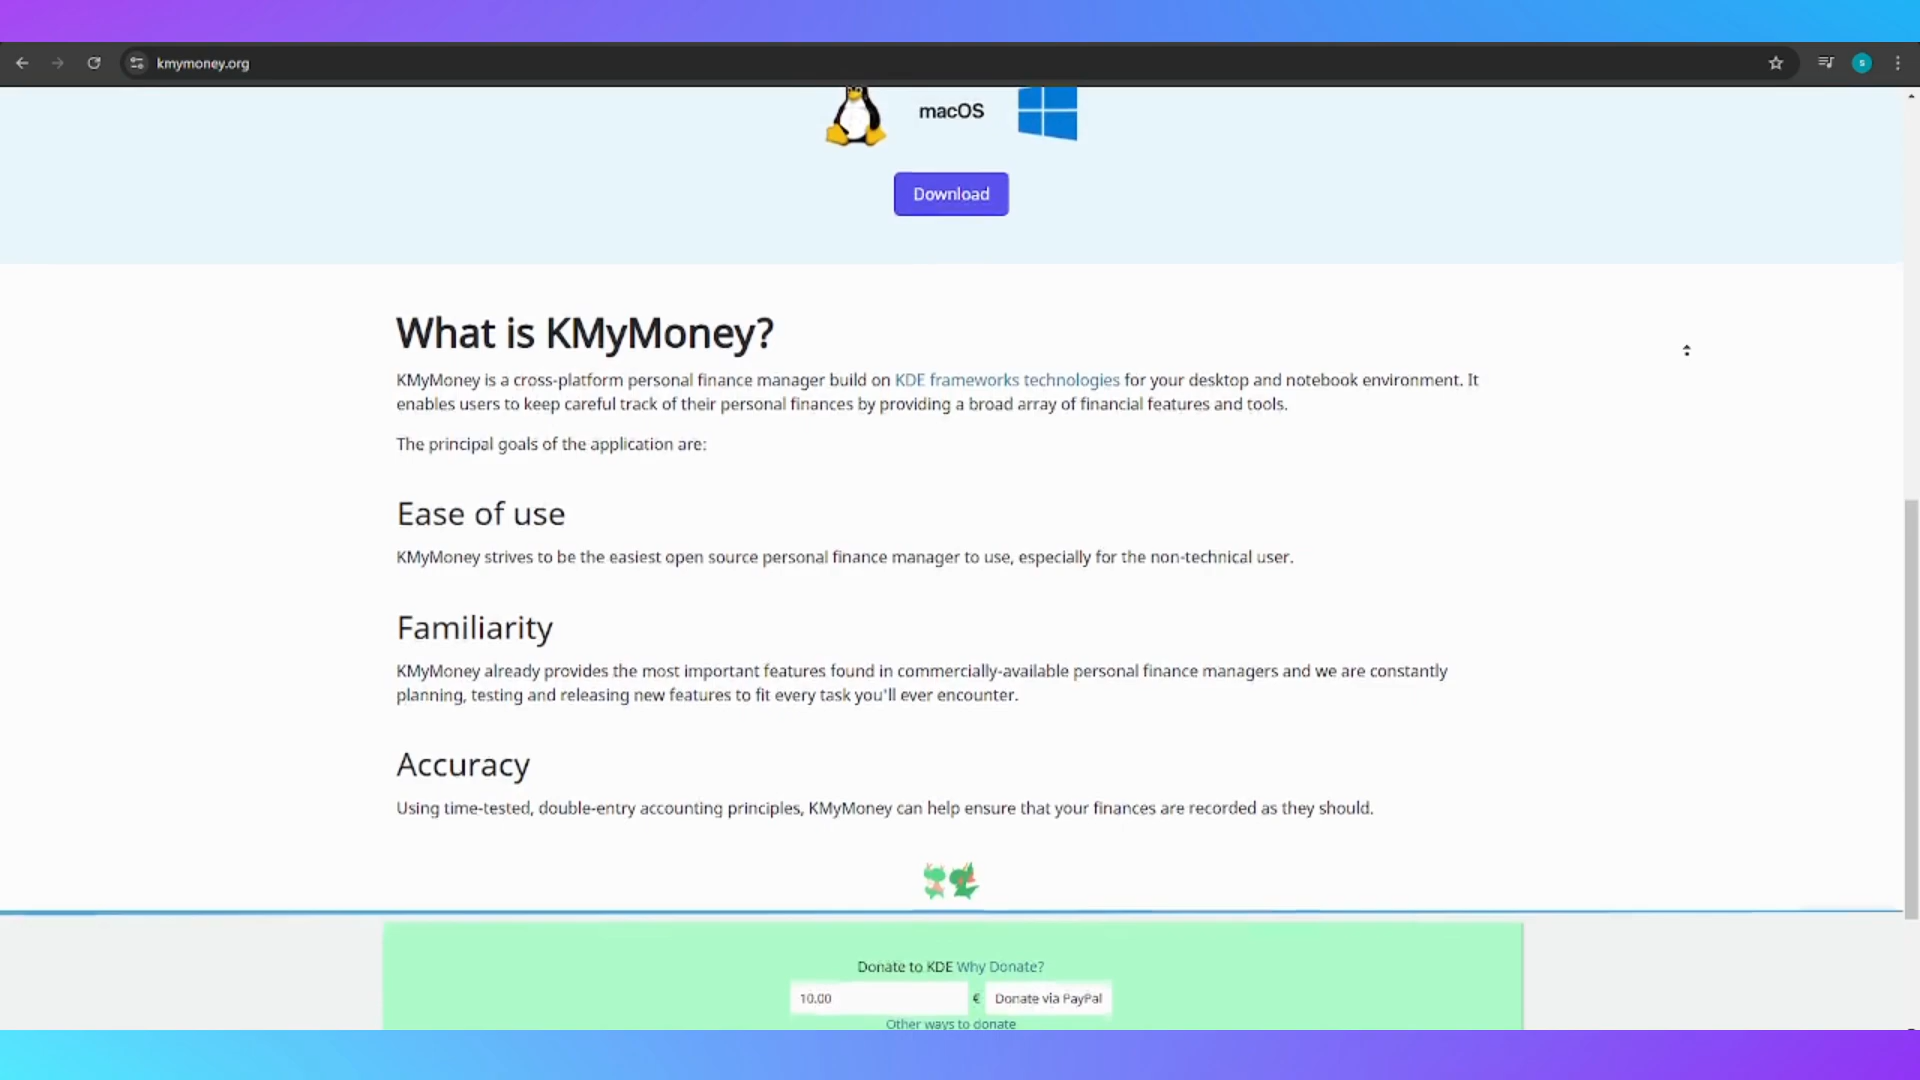 kmymoney.org
S
macOS
Download
What is KMyMoney?
KMyMoney is a cross-platform personal finance manager build on KDE frameworks technologies for your desktop and notebook environment. It
enables users to keep careful track of their personal finances by providing a broad array of financial features and tools.
The principal goals of the application are:
Ease of use
KMyMoney strives to be the easiest open source personal finance manager to use, especially for the non-technical user.
Familiarity
KMyMoney already provides the most important features found in commercially-available personal finance managers and we are constantly
planning, testing and releasing new features to fit every task you'll ever encounter.
Accuracy
Using time-tested, double-entry accounting principles, KMyMoney can help ensure that your finances are recorded as they should.
Donate to KDE Why Donate?
10.00 € Donate via PayPal
Other ways to donate